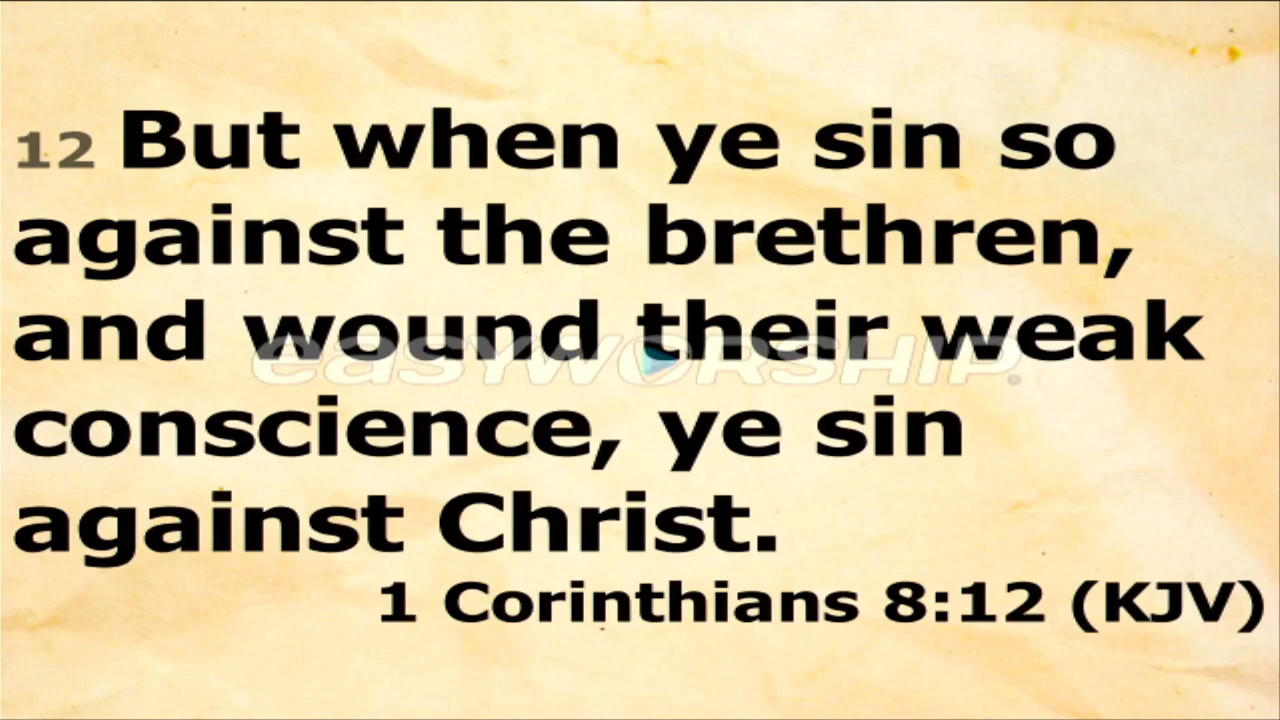 12 But when ye sin so
against the brethren,
and wound their weak
conscience, ye sin
against Christ.
1 Corinthians 8:12 (KJV)
easyworship®